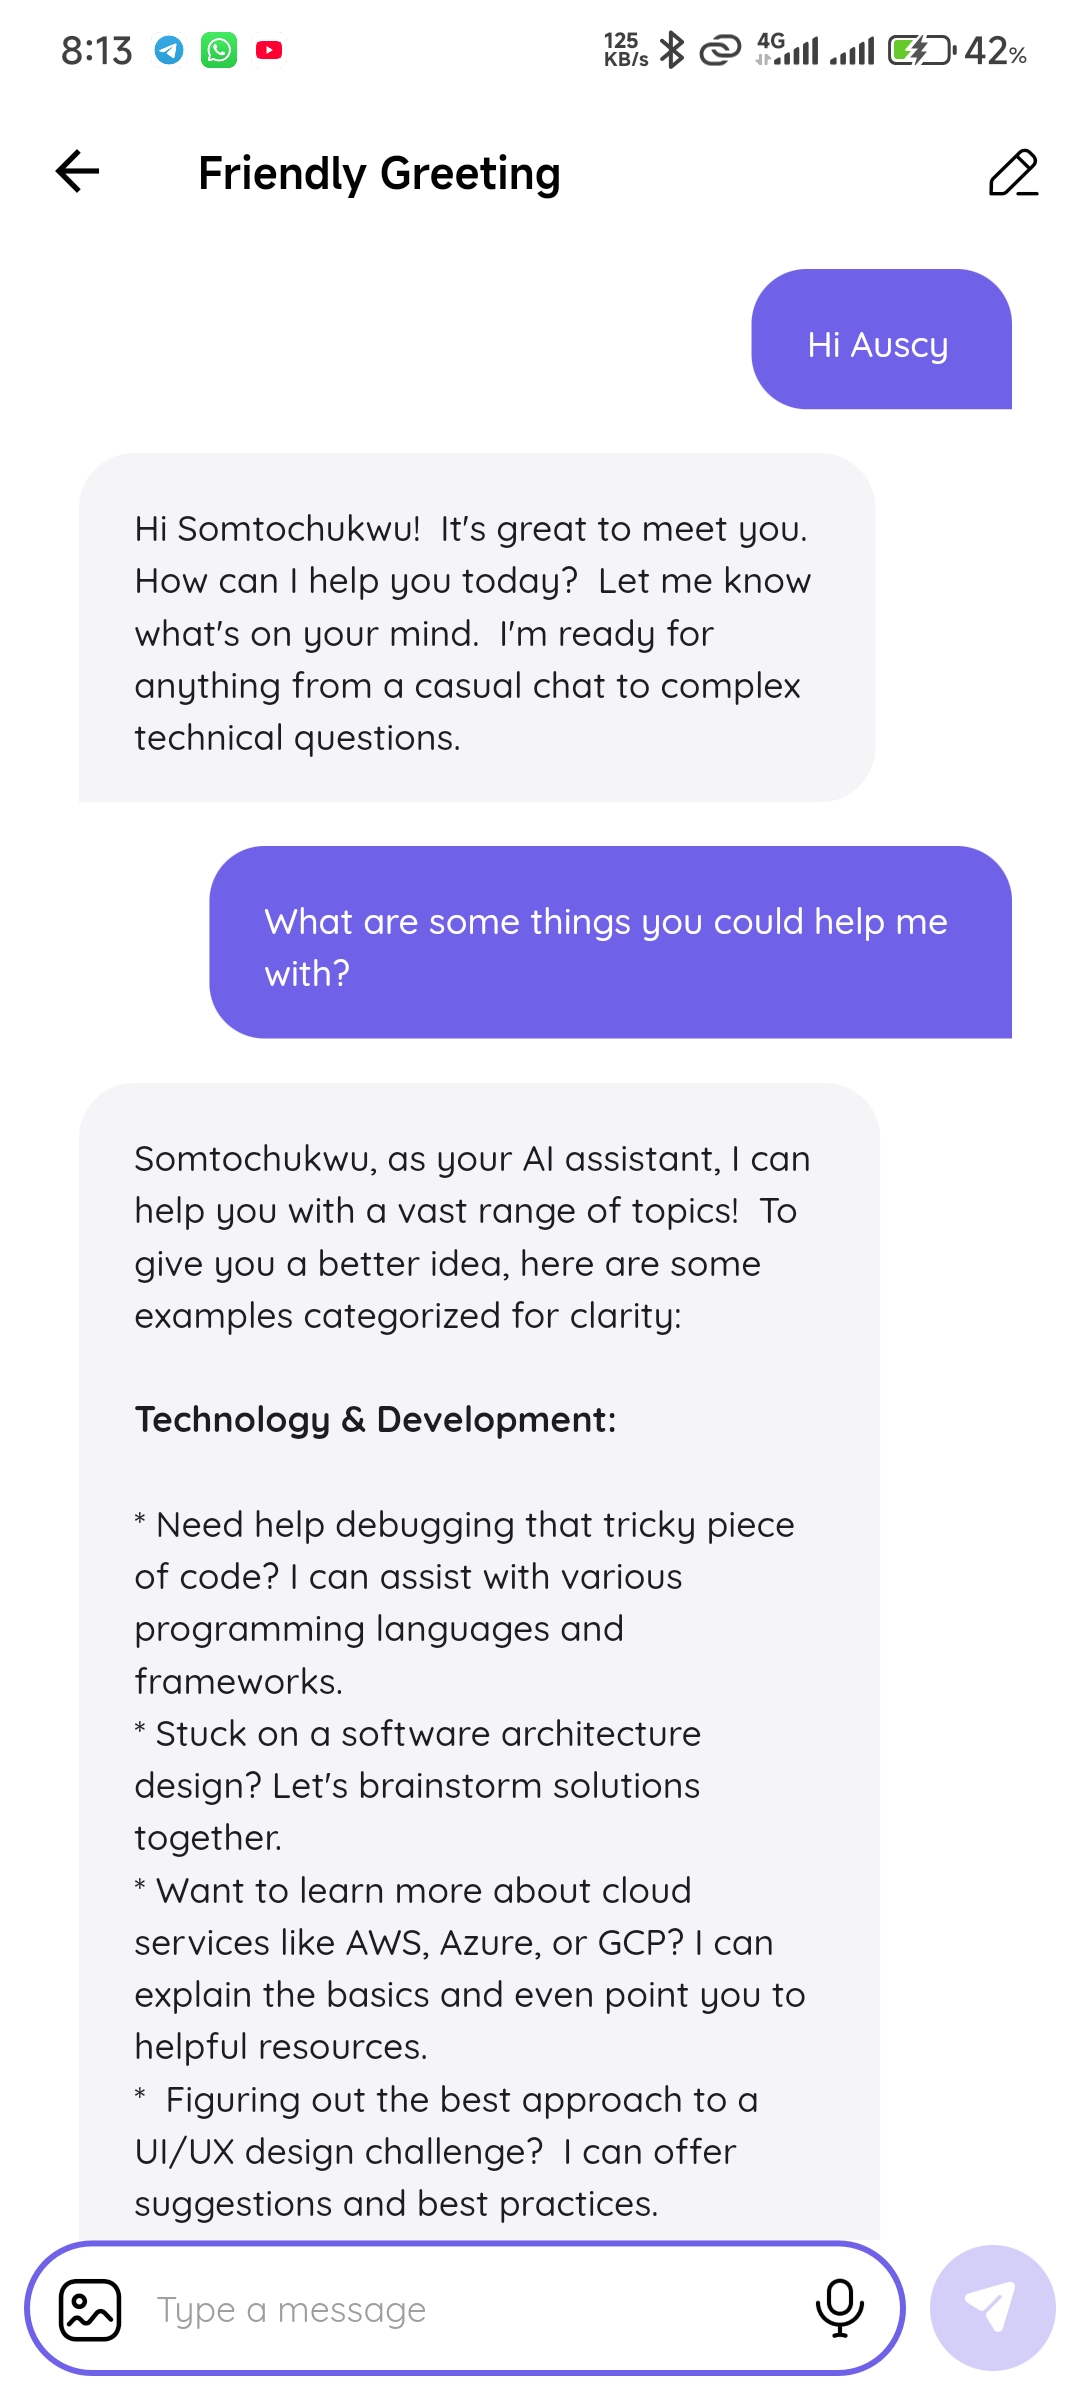 8:13
125 KB/s 4G 42%
Friendly Greeting
Hi Auscy
Hi Somtochukwu!  It's great to meet you.
How can I help you today?  Let me know
what's on your mind.  I'm ready for
anything from a casual chat to complex
technical questions.
What are some things you could help me
with?
Somtochukwu, as your AI assistant, I can
help you with a vast range of topics!  To
give you a better idea, here are some
examples categorized for clarity:
Technology & Development:
* Need help debugging that tricky piece
of code? I can assist with various
programming languages and
frameworks.
* Stuck on a software architecture
design? Let's brainstorm solutions
together.
* Want to learn more about cloud
services like AWS, Azure, or GCP? I can
explain the basics and even point you to
helpful resources.
*  Figuring out the best approach to a
UI/UX design challenge?  I can offer
suggestions and best practices.
Type a message